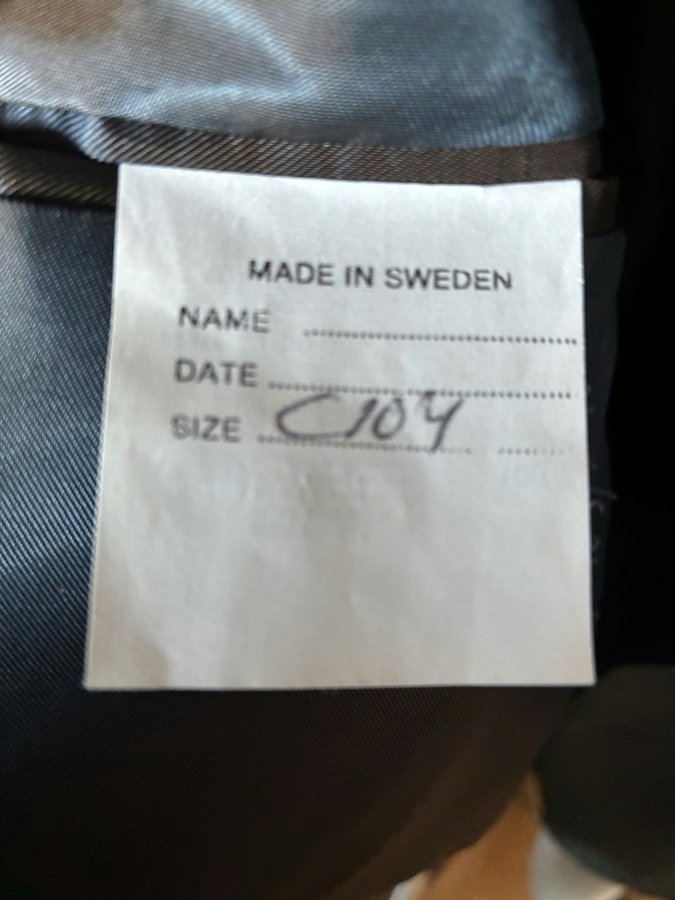 MADE IN SWEDEN
NAME ..............................
DATE ..............................
SIZE C104 ..............................